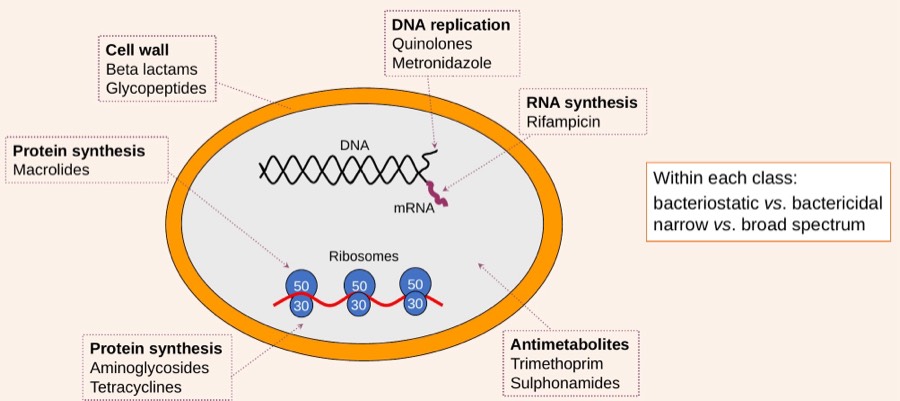 DNA replication
Quinolones
Metronidazole
Cell wall
Beta lactams
Glycopeptides
RNA synthesis
Rifampicin
Protein synthesis
Macrolides
DNA
mRNA
Within each class:
bacteriostatic vs. bactericidal
narrow vs. broad spectrum
Ribosomes
50 50 50
30 30 30
Protein synthesis
Aminoglycosides
Tetracyclines
Antimetabolites
Trimethoprim
Sulphonamides